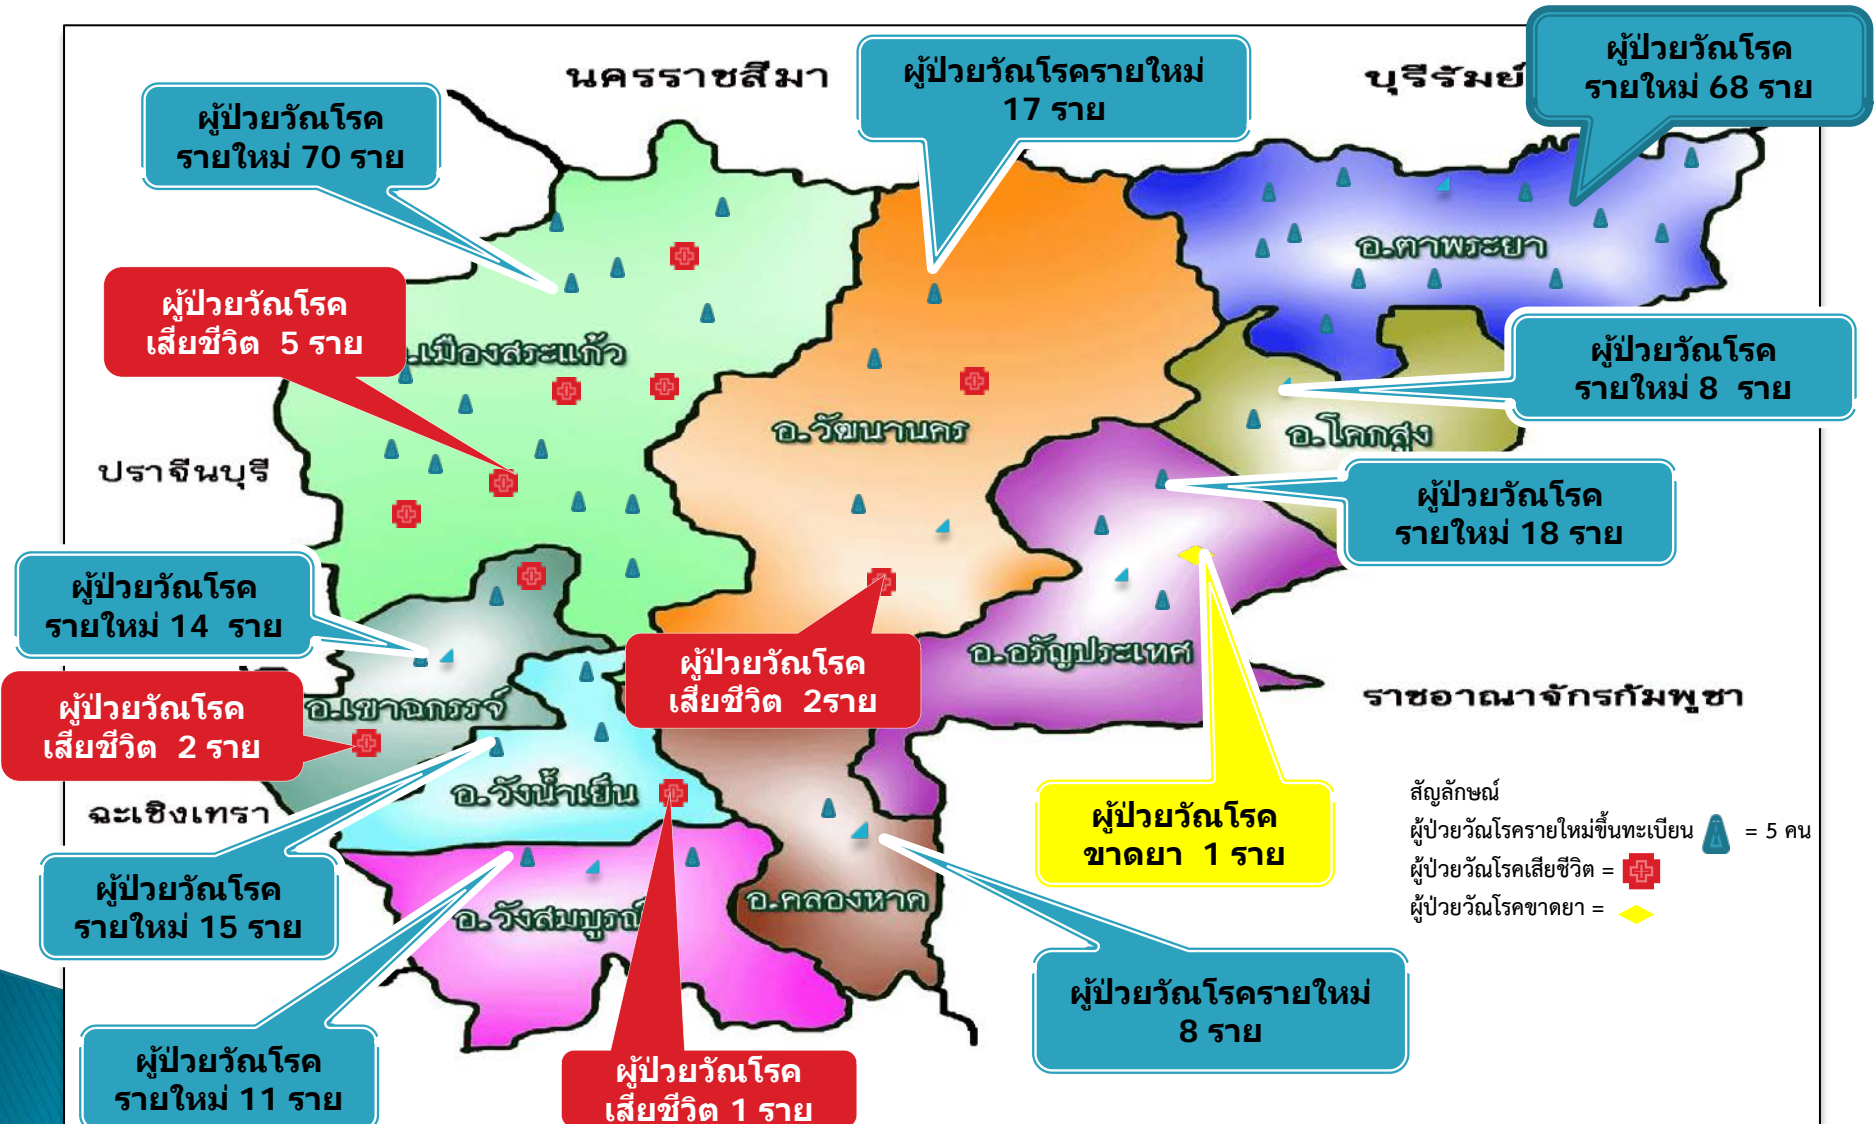 นครราชสีมา
บุรีรัมย์
ผู้ป่วยวัณโรค
รายใหม่ 68 ราย
ผู้ป่วยวัณโรครายใหม่
17 ราย
ผู้ป่วยวัณโรค
รายใหม่ 70 ราย
อ.ตาพระยา
ผู้ป่วยวัณโรค
เสียชีวิต 5 ราย
.เมืองสระแก้ว
ผู้ป่วยวัณโรค
รายใหม่ 8 ราย
อ.วัฒนานคร
อ.โคกสูง
ปราจีนบุรี
ผู้ป่วยวัณโรค
รายใหม่ 18 ราย
ผู้ป่วยวัณโรค
รายใหม่ 14 ราย
ผู้ป่วยวัณโรค
เสียชีวิต 2ราย
อ.อรัญประเทศ
ราชอาณาจักรกัมพูชา
อ.เขาฉกรรจ์
ผู้ป่วยวัณโรค
เสียชีวิต 2 ราย
อ.วังน้ำเย็น
ฉะเชิงเทรา
ผู้ป่วยวัณโรค
ขาดยา 1 ราย
สัญลักษณ์
ผู้ป่วยวัณโรครายใหม่ขึ้นทะเบียน = 5 คน
ผู้ป่วยวัณโรคเสียชีวิต =
ผู้ป่วยวัณโรคขาดยา =
ผู้ป่วยวัณโรค
รายใหม่ 15 ราย
อ.วังสมบูรณ์
อ.คลองหาด
ผู้ป่วยวัณโรครายใหม่
8 ราย
ผู้ป่วยวัณโรค
รายใหม่ 11 ราย
ผู้ป่วยวัณโรค
เสียชีวิต 1 ราย